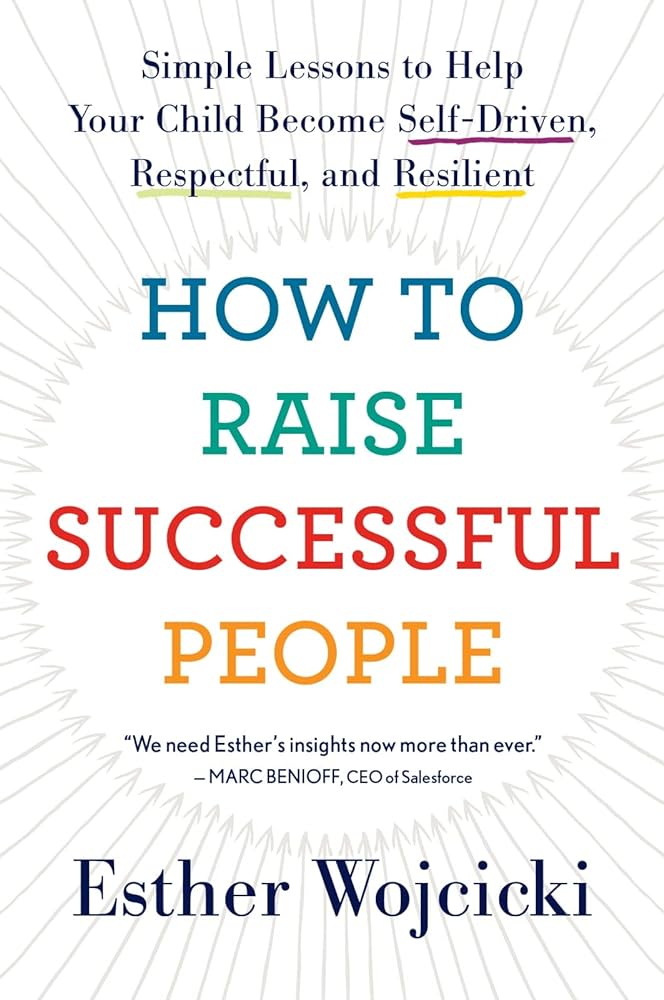 Simple Lessons to Help
Your Child Become Self-Driven,
Respectful, and Resilient
HOW TO
RAISE
SUCCESSFUL
PEOPLE
“We need Esther’s insights now more than ever.”
– MARC BENIOFF, CEO of Salesforce
Esther Wojcicki